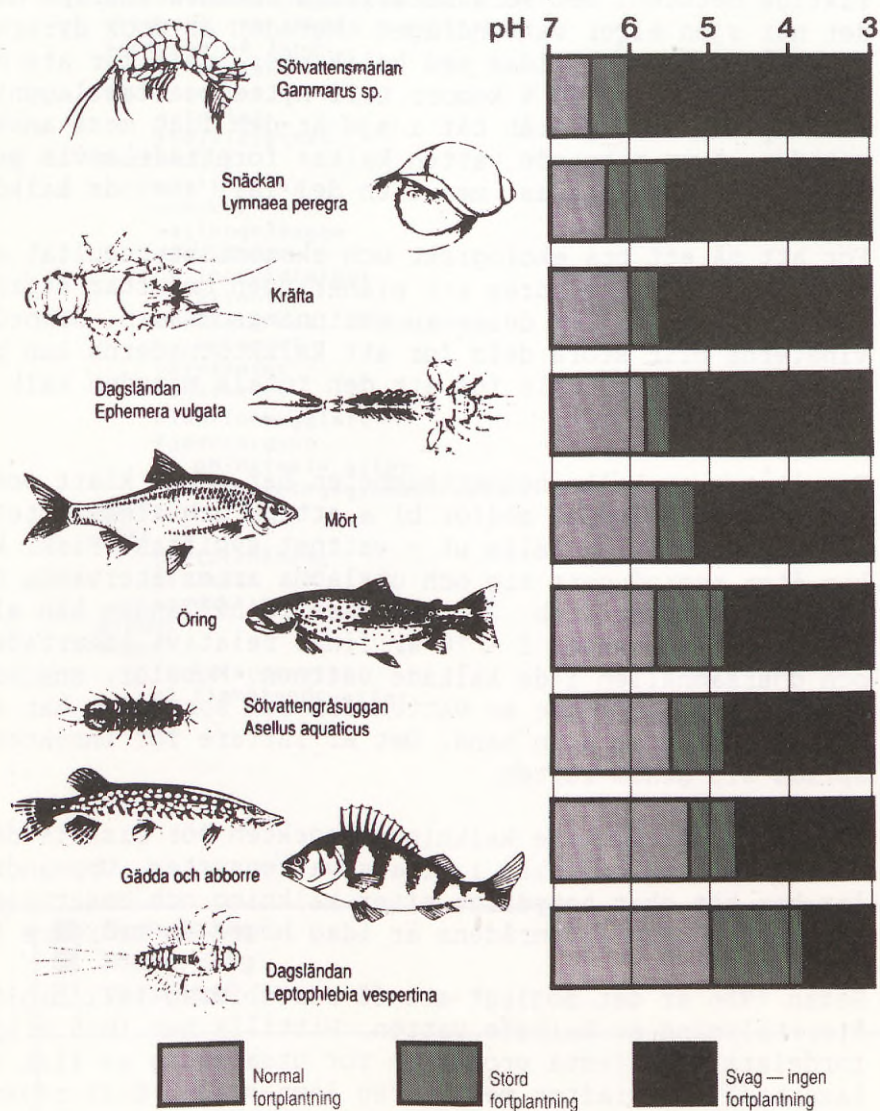 pH 7 6 5 4 3
Sötvattensmärlan
Gammarus sp.
Snäckan
Lymnaea peregra
Kräfta
Dagsländan
Ephemera vulgata
Mört
Öring
Sötvattengråsuggan
Asellus aquaticus
Gädda och abborre
Dagsländan
Leptophlebia vespertina
Normal
fortplantning
Störd
fortplantning
Svag — ingen
fortplantning